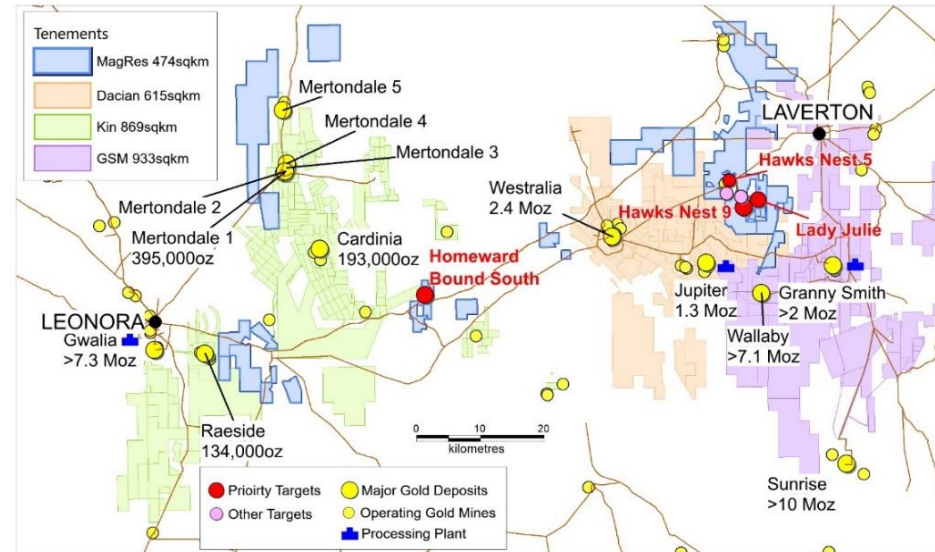 Tenements
MagRes 474sqkm
Dacian 615sqkm
Kin 869sqkm
GSM 933sqkm
Mertondale 5
Mertondale 4
Mertondale 3
Mertondale 2
Mertondale 1
395,000oz
Cardinia
193,000oz
Homeward
Bound South
LEONORA
Gwalia
>7.3 Moz
Raeside
134,000oz
Westralia
2.4 Moz
LAVERTON
Hawks Nest 5
Hawks Nest 9
Lady Julie
Jupiter
1.3 Moz
Granny Smith
>2 Moz
Wallaby
>7.1 Moz
Sunrise
>10 Moz
0 10 20
kilometres
Prioirty Targets
Other Targets
Major Gold Deposits
Operating Gold Mines
Processing Plant